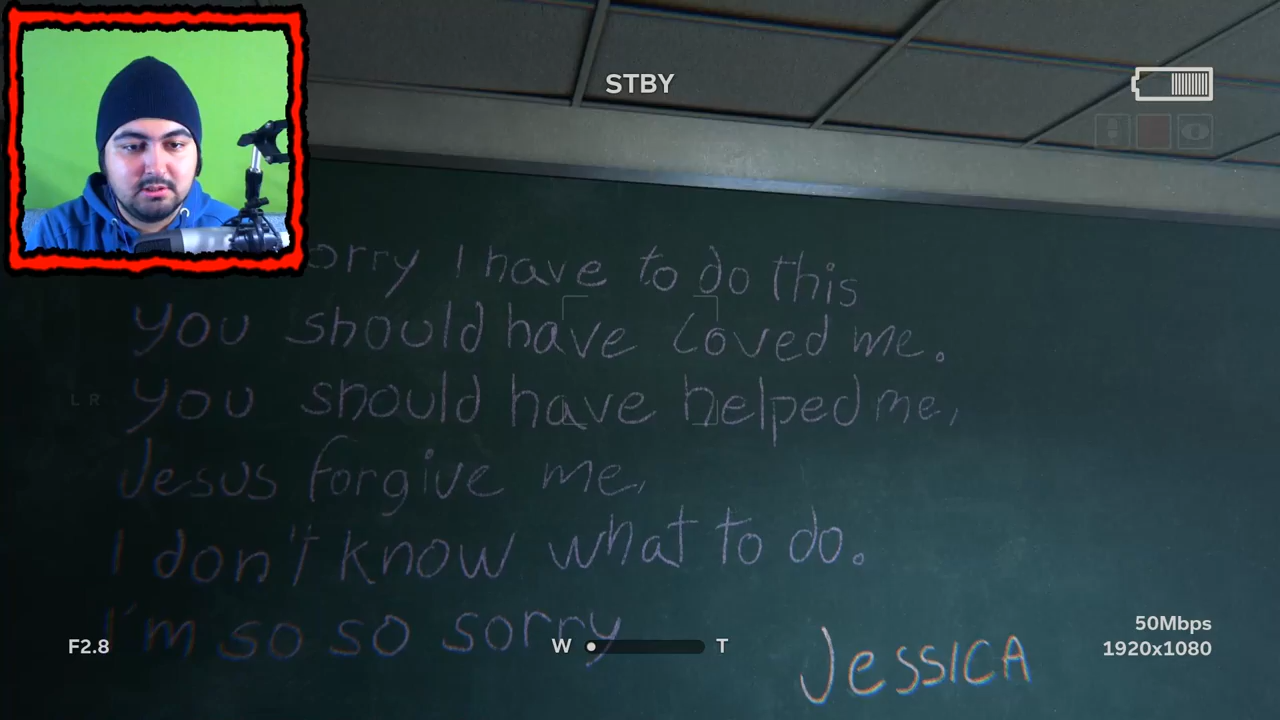 STBY
orry I have to do this
you should have loved me.
you should have helped me,
L R
Jesus forgive me,
I don't know what to do.
I'm so so sorry
JESSICA
F2.8
W T
50Mbps
1920x1080